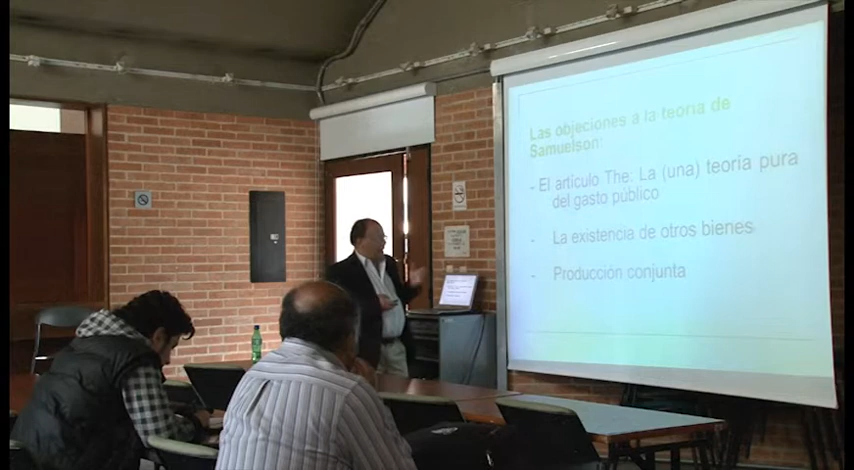 Las objeciones a la teoría de
Samuelson:
- El artículo The: La (una) teoría pura
del gasto público
- La existencia de otros bienes
- Producción conjunta